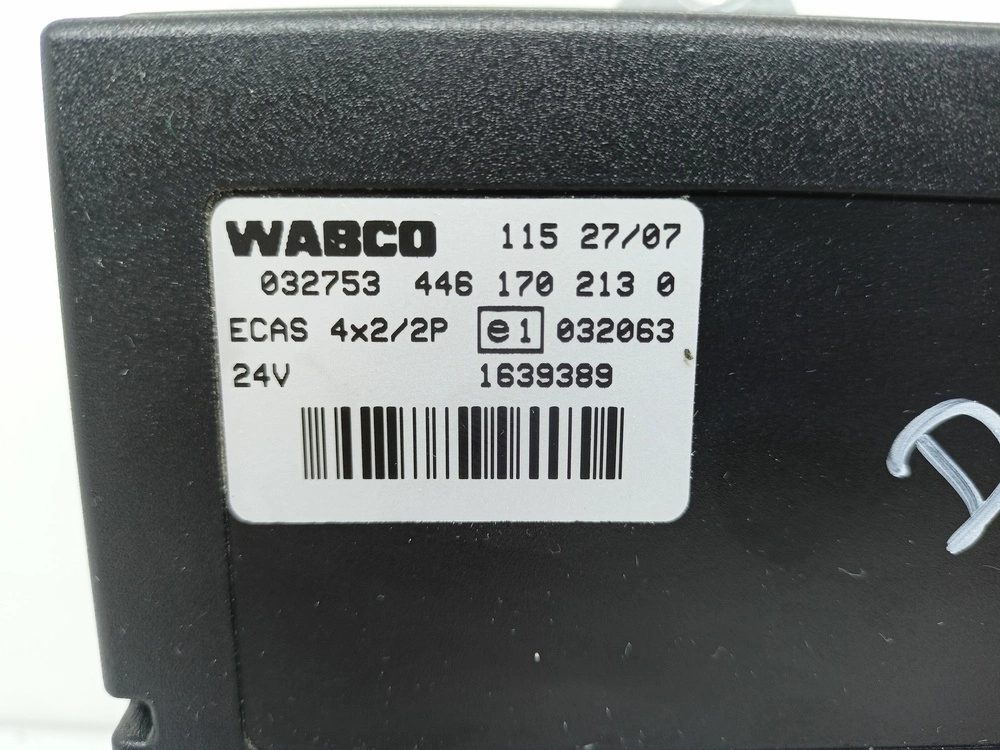 WABCO 115 27/07
032753 446 170 213 0
ECAS 4x2/2P e1 032063
24V 1639389